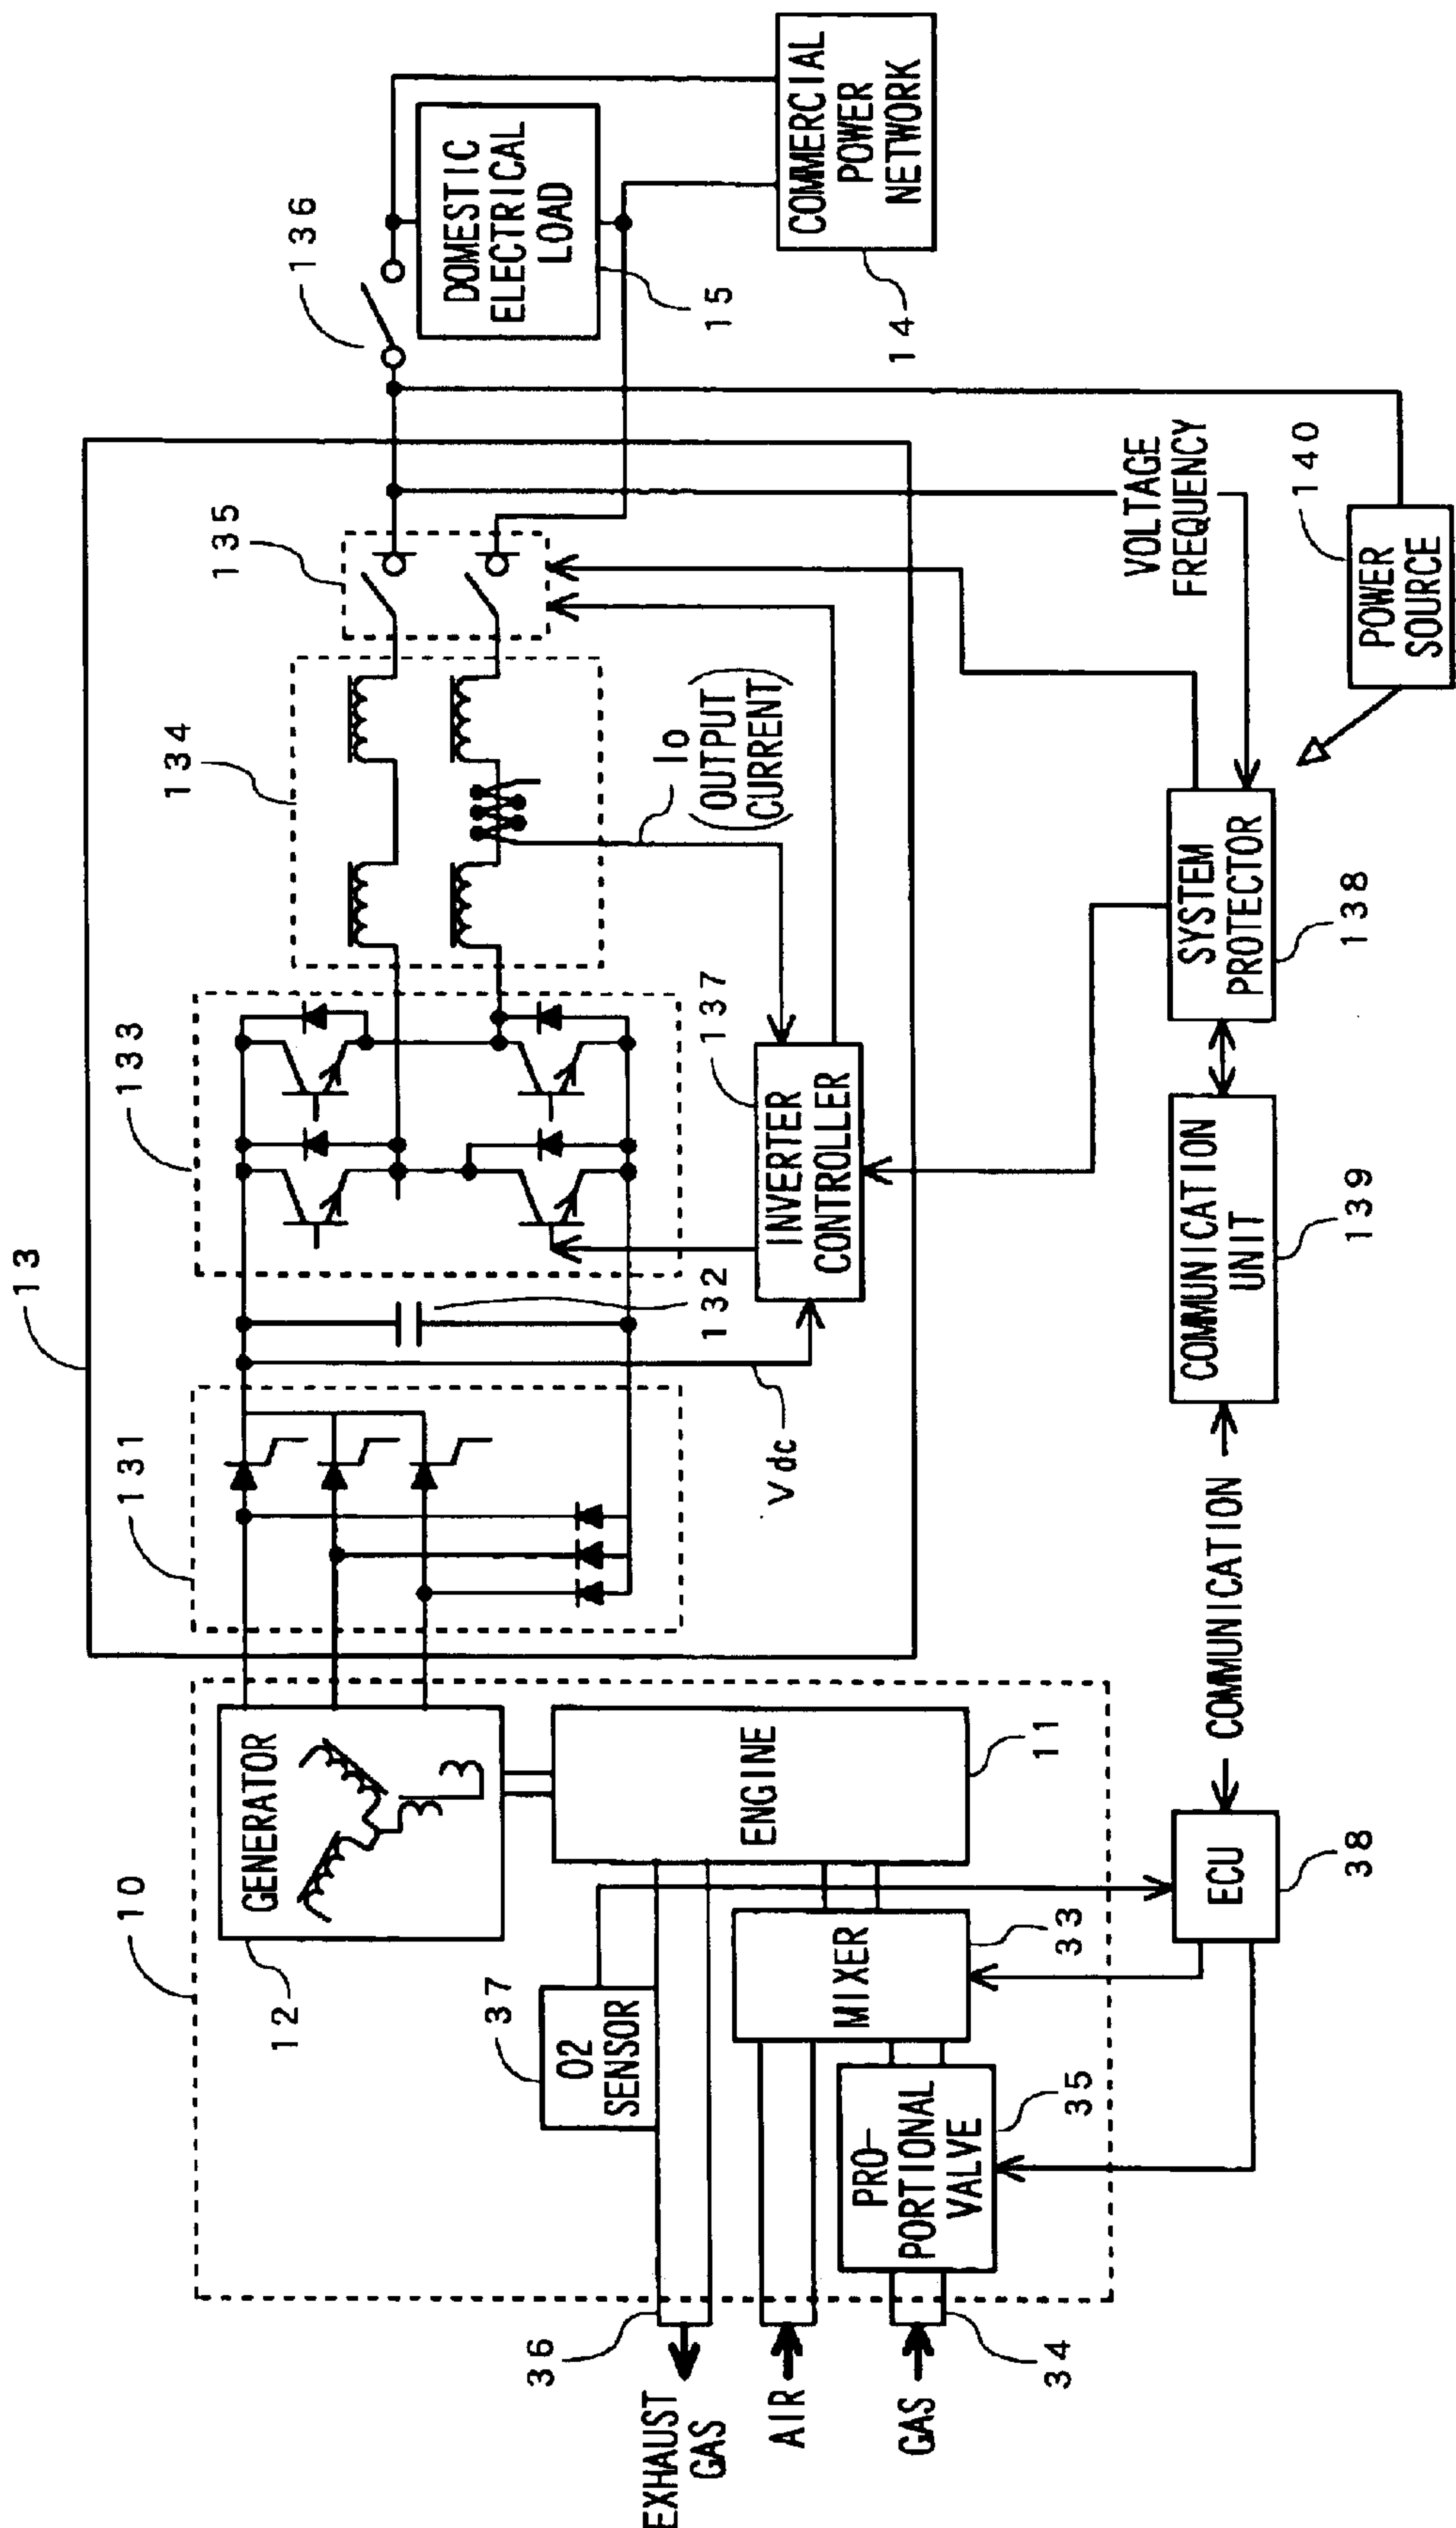 13
10
131
133
134
135
136
GENERATOR
12
37
O2
SENSOR
ENGINE
11
MIXER
33
PRO-
PORTIONAL
VALVE
35
36
EXHAUST
GAS
AIR
GAS
34
Vdc
132
INVERTER
CONTROLLER
137
Io
(OUTPUT
CURRENT)
DOMESTIC
ELECTRICAL
LOAD
15
COMMERCIAL
POWER
NETWORK
14
VOLTAGE
FREQUENCY
ECU
38
COMMUNICATION
COMMUNICATION
UNIT
139
SYSTEM
PROTECTOR
138
POWER
SOURCE
140